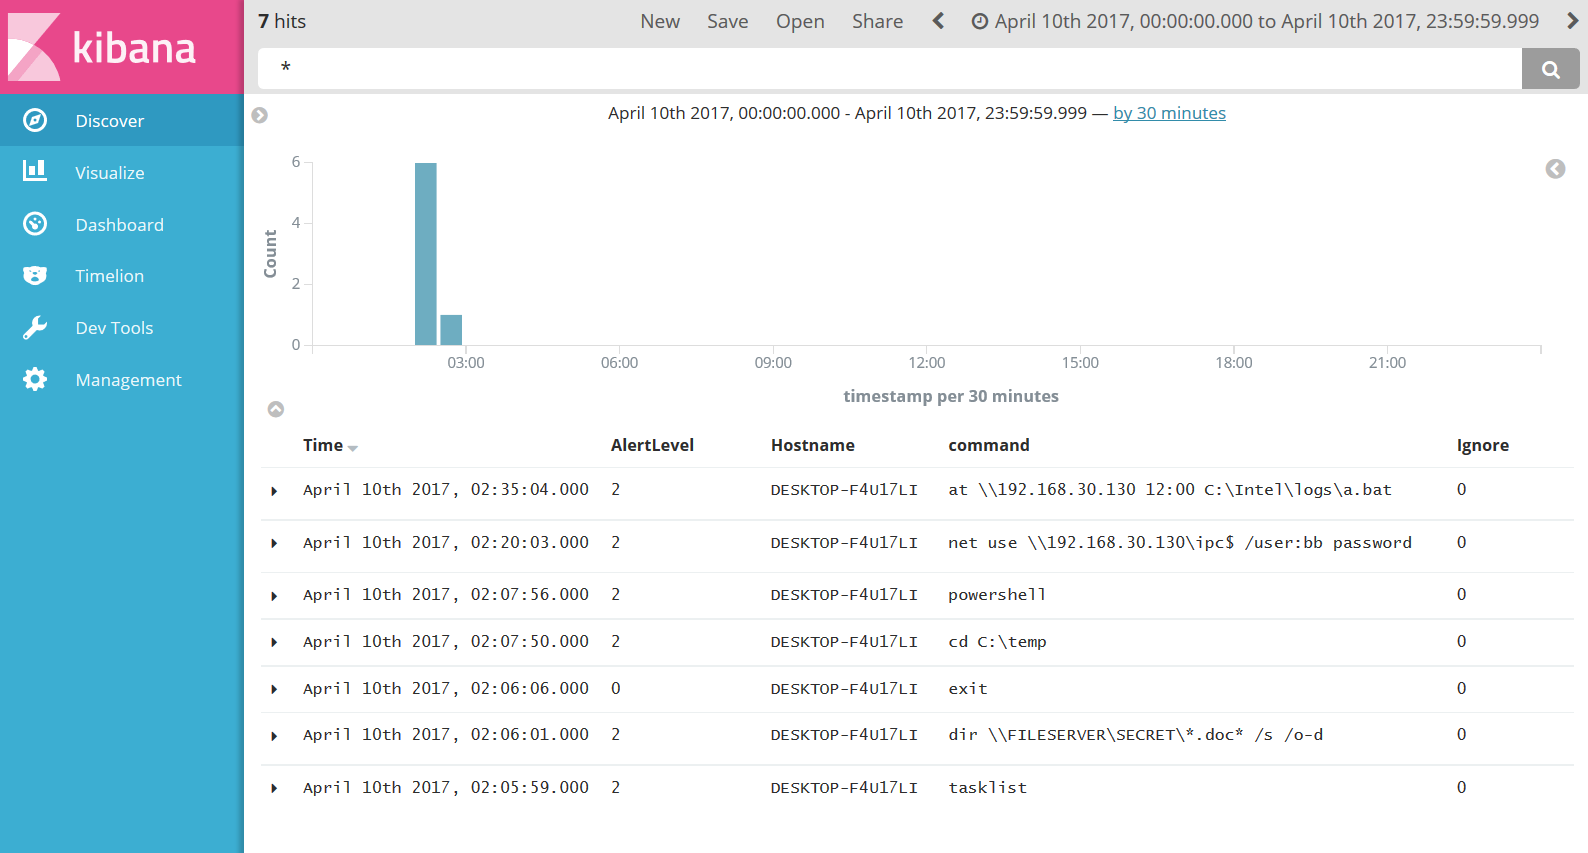 kibana
Discover
Visualize
Dashboard
Timelion
Dev Tools
Management
7 hits
New Save Open Share April 10th 2017, 00:00:00.000 to April 10th 2017, 23:59:59.999
*
April 10th 2017, 00:00:00.000 - April 10th 2017, 23:59:59.999 — by 30 minutes
Count
6
4
2
0
03:00 06:00 09:00 12:00 15:00 18:00 21:00
timestamp per 30 minutes
Time AlertLevel Hostname command Ignore
April 10th 2017, 02:35:04.000 2 DESKTOP-F4U17LI at \\192.168.30.130 12:00 C:\Intel\logs\a.bat 0
April 10th 2017, 02:20:03.000 2 DESKTOP-F4U17LI net use \\192.168.30.130\ipc$ /user:bb password 0
April 10th 2017, 02:07:56.000 2 DESKTOP-F4U17LI powershell 0
April 10th 2017, 02:07:50.000 2 DESKTOP-F4U17LI cd C:\temp 0
April 10th 2017, 02:06:06.000 0 DESKTOP-F4U17LI exit 0
April 10th 2017, 02:06:01.000 2 DESKTOP-F4U17LI dir \\FILESERVER\SECRET\*.doc* /s /o-d 0
April 10th 2017, 02:05:59.000 2 DESKTOP-F4U17LI tasklist 0